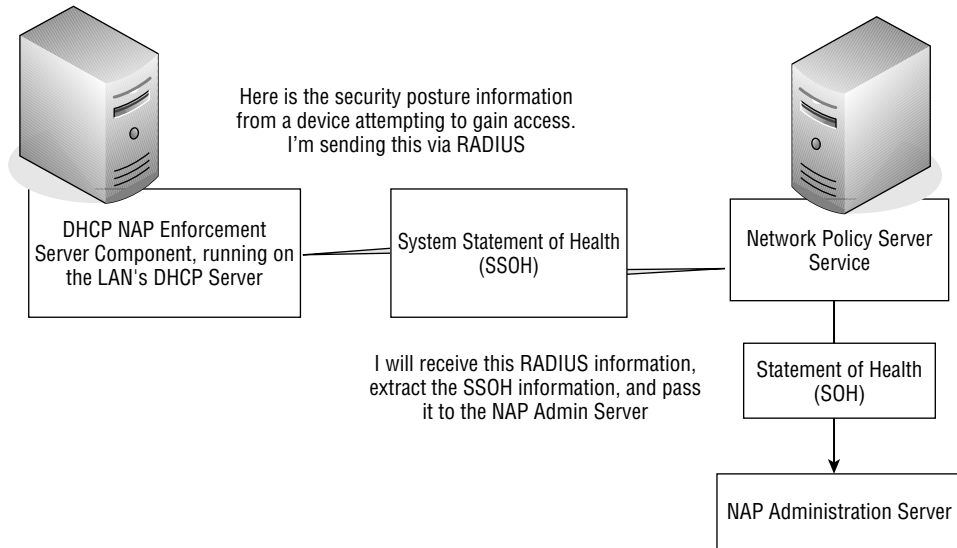 Here is the security posture information
from a device attempting to gain access.
I'm sending this via RADIUS
DHCP NAP Enforcement
Server Component, running on
the LAN's DHCP Server
System Statement of Health
(SSOH)
Network Policy Server
Service
I will receive this RADIUS information,
extract the SSOH information, and pass
it to the NAP Admin Server
Statement of Health
(SOH)
NAP Administration Server